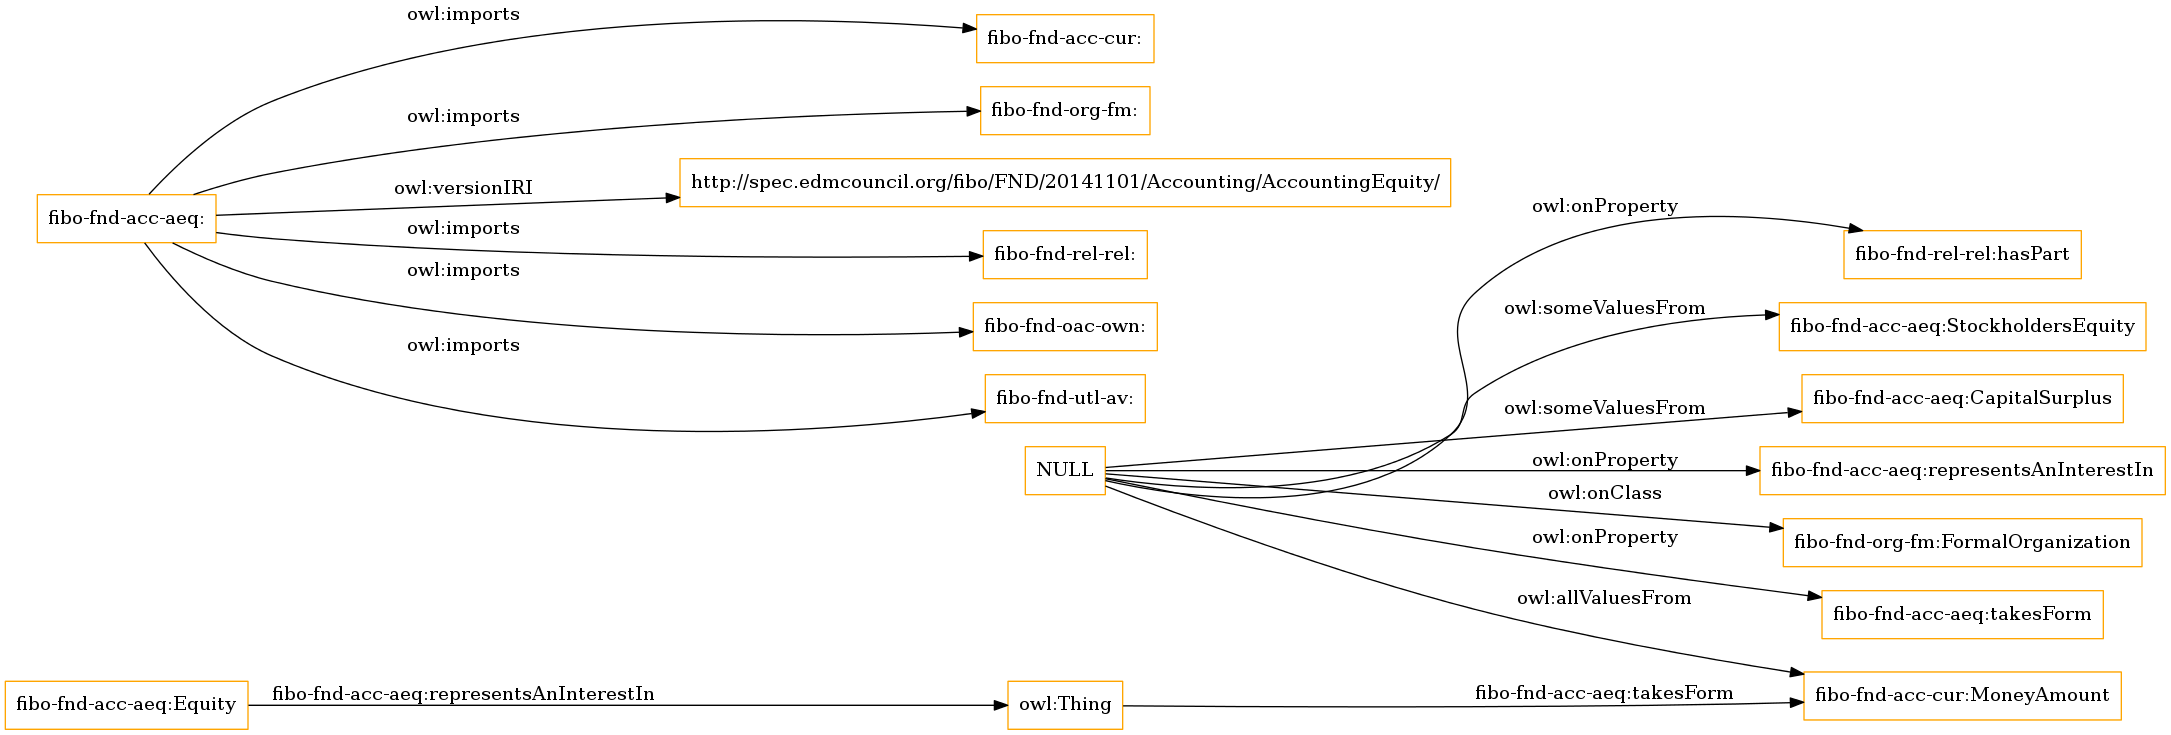 owl:imports
fibo-fnd-acc-cur:
owl:imports
fibo-fnd-org-fm:
owl:versionIRI
http://spec.edmcouncil.org/fibo/FND/20141101/Accounting/AccountingEquity/
fibo-fnd-acc-aeq:
owl:imports
fibo-fnd-rel-rel:
owl:imports
fibo-fnd-oac-own:
owl:imports
fibo-fnd-utl-av:
owl:onProperty
fibo-fnd-rel-rel:hasPart
owl:someValuesFrom
fibo-fnd-acc-aeq:StockholdersEquity
owl:someValuesFrom
fibo-fnd-acc-aeq:CapitalSurplus
NULL
owl:onProperty
fibo-fnd-acc-aeq:representsAnInterestIn
owl:onClass
fibo-fnd-org-fm:FormalOrganization
owl:onProperty
fibo-fnd-acc-aeq:takesForm
owl:allValuesFrom
fibo-fnd-acc-cur:MoneyAmount
fibo-fnd-acc-aeq:Equity
fibo-fnd-acc-aeq:representsAnInterestIn
owl:Thing
fibo-fnd-acc-aeq:takesForm